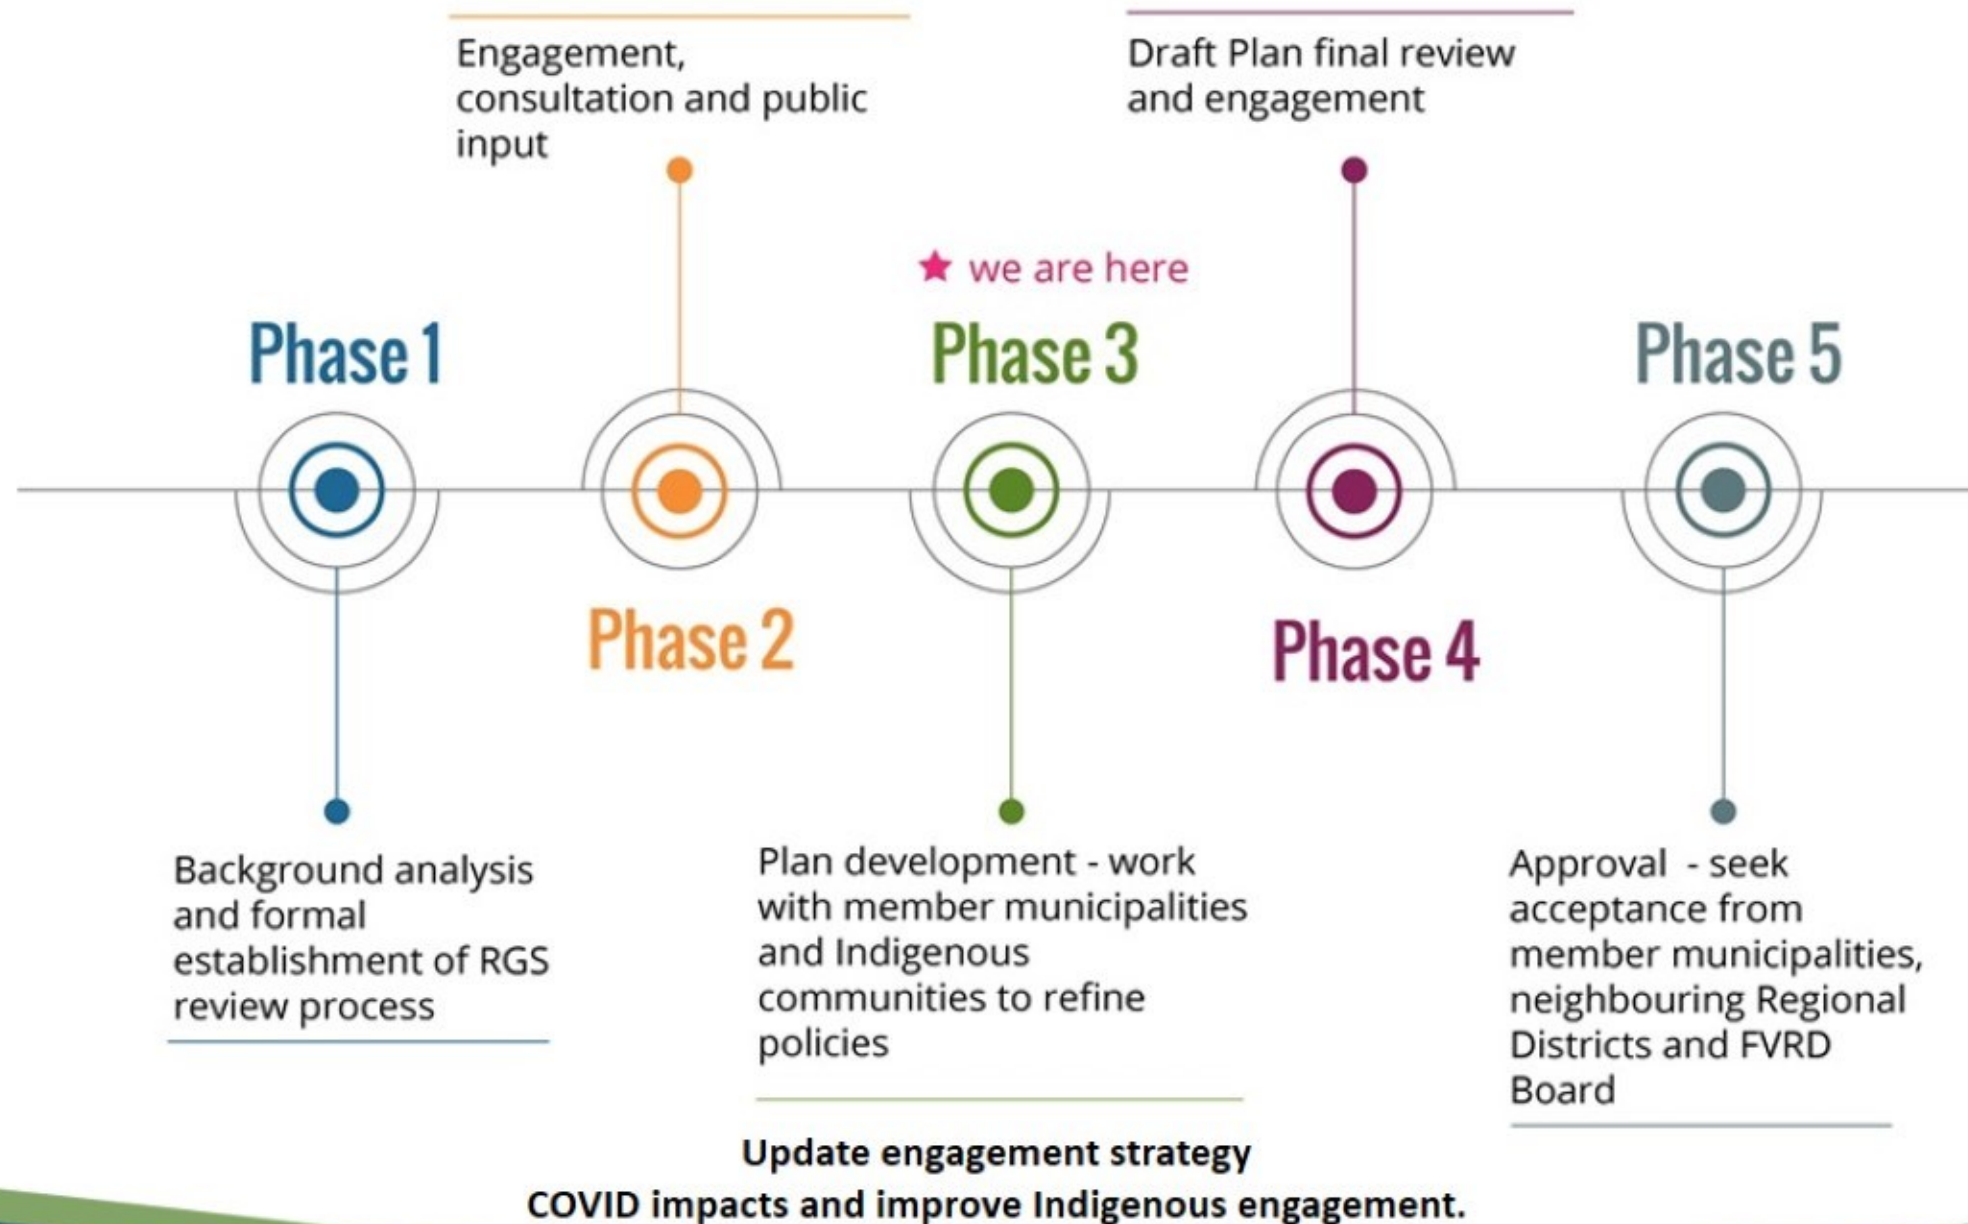 Engagement,
consultation and public
input
Draft Plan final review
and engagement
★ we are here
Phase 1
Phase 3
Phase 5
Phase 2
Phase 4
Background analysis
and formal
establishment of RGS
review process
Plan development - work
with member municipalities
and Indigenous
communities to refine
policies
Approval - seek
acceptance from
member municipalities,
neighbouring Regional
Districts and FVRD
Board
Update engagement strategy
COVID impacts and improve Indigenous engagement.